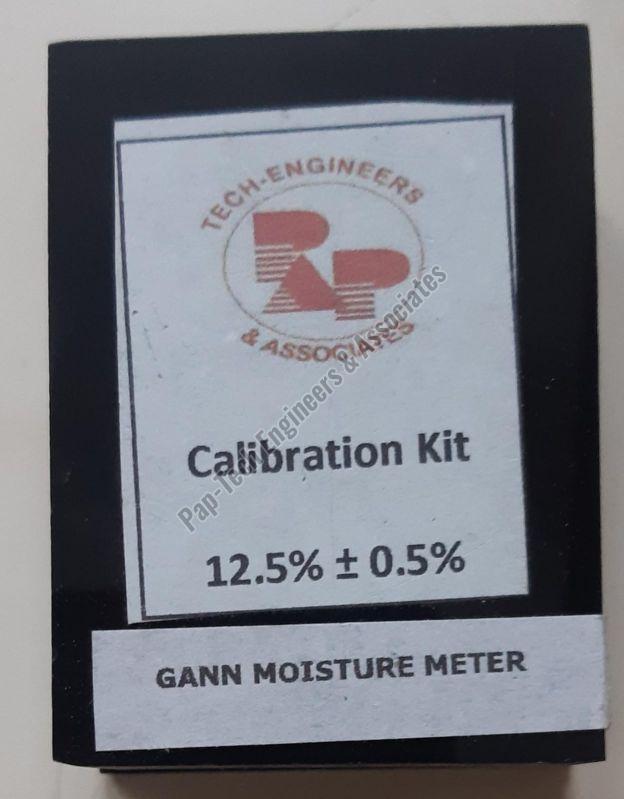 TECH-ENGINEERS
PAP
& ASSOCIATES
Pap-Tech Engineers & Associates
Calibration Kit
12.5% ± 0.5%
GANN MOISTURE METER